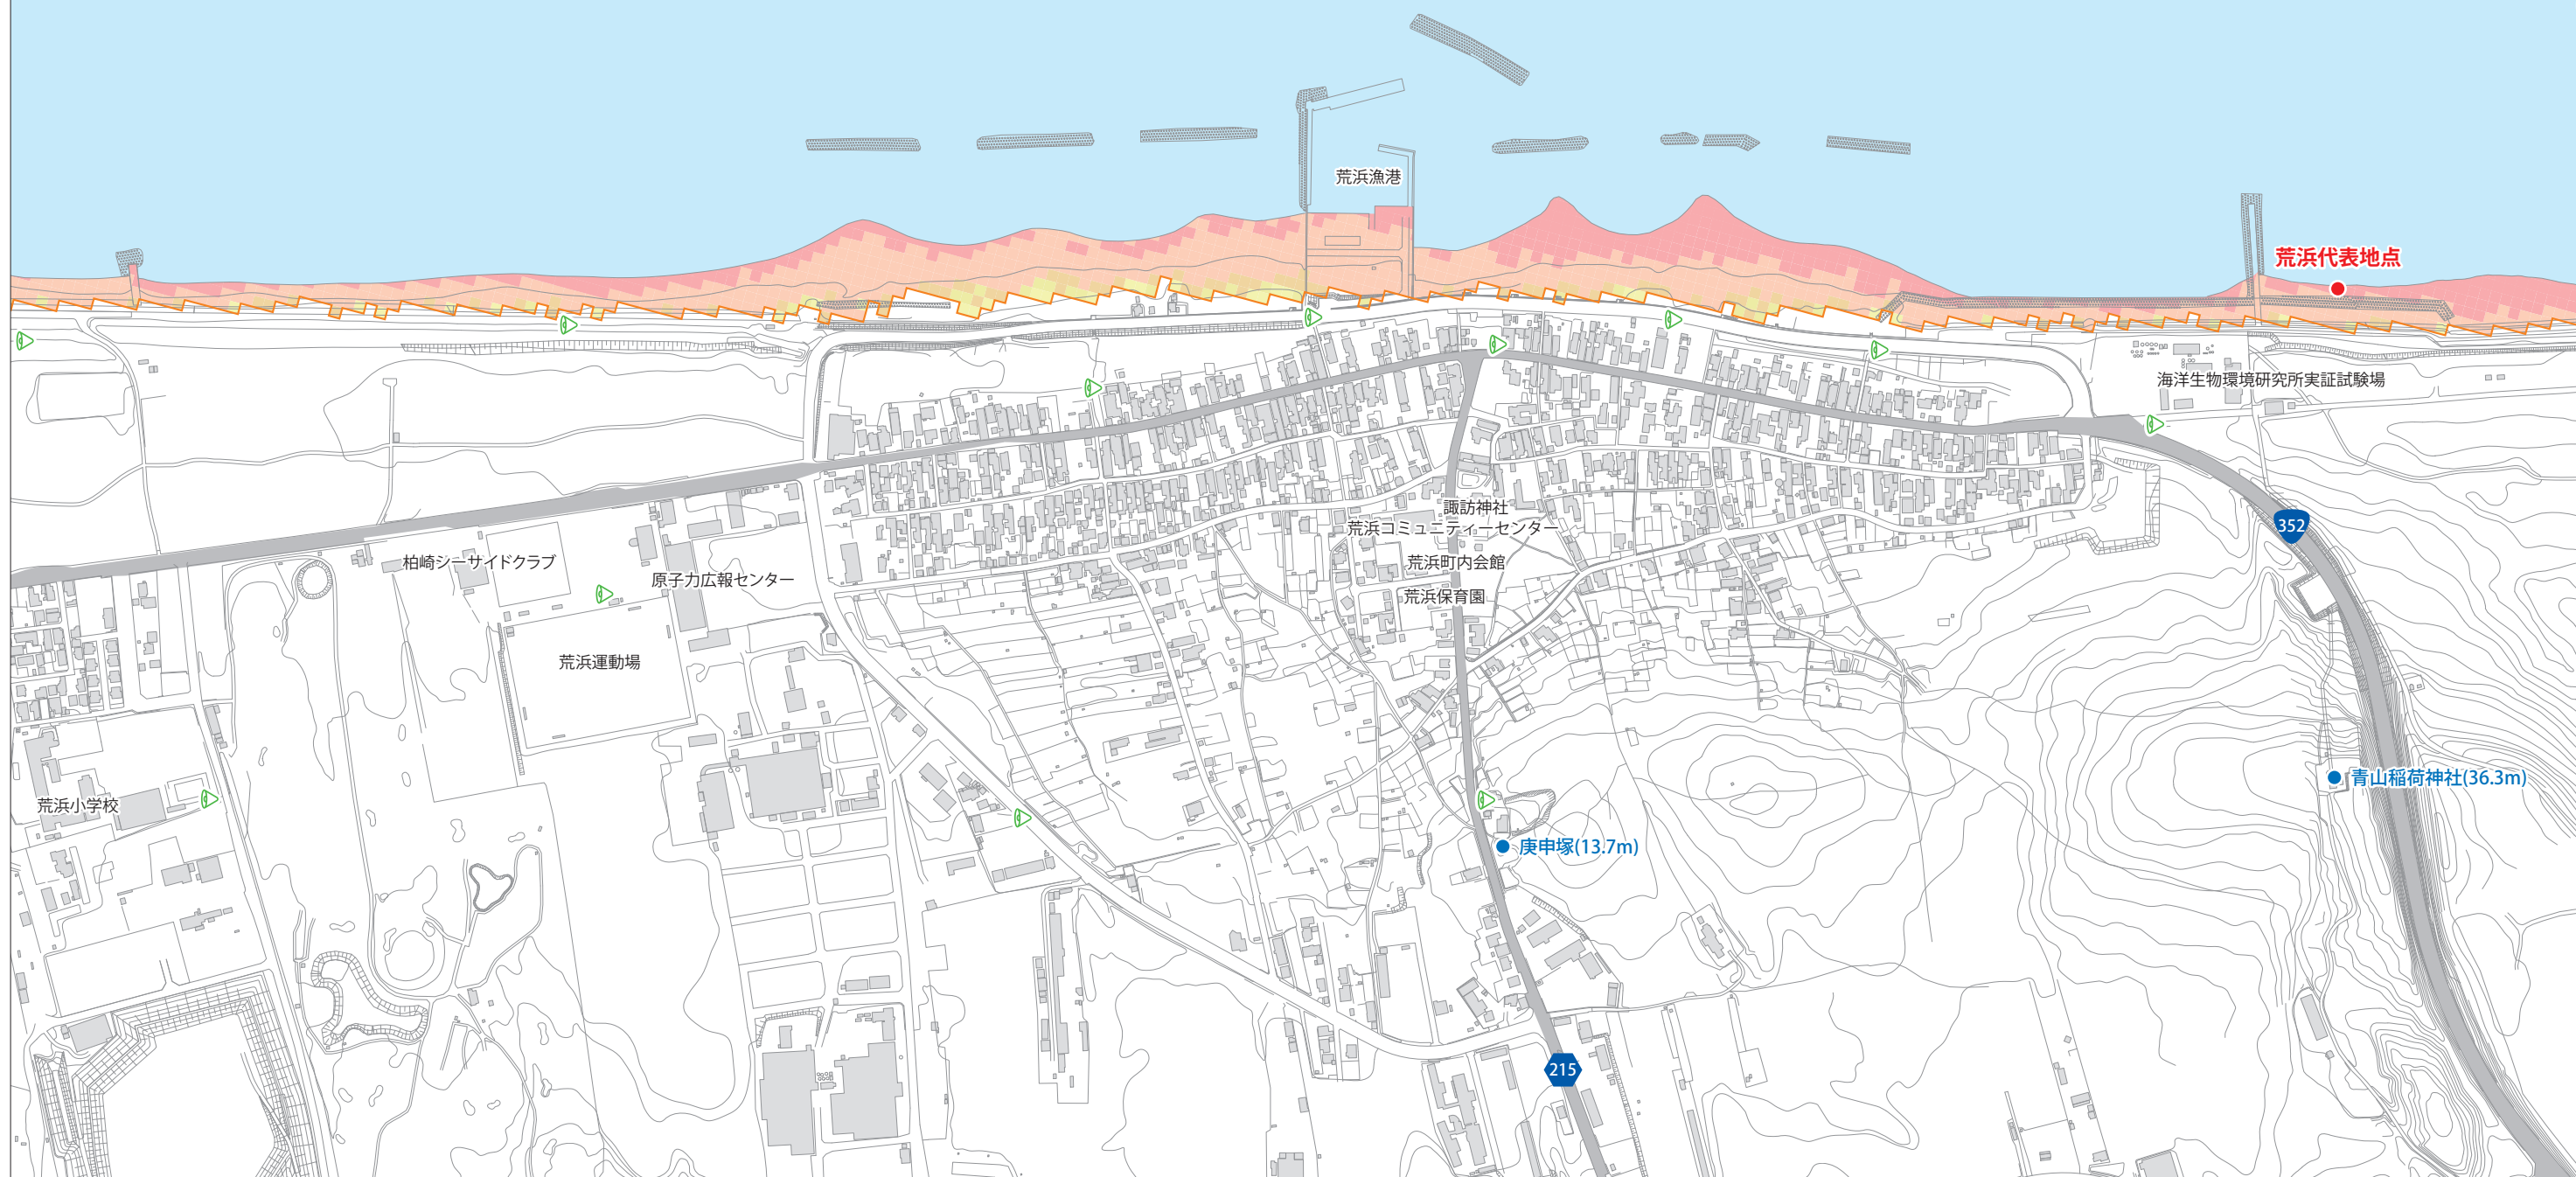 荒浜漁港
荒浜代表地点
海洋生物環境研究所実証試験場
諏訪神社
荒浜コミュニティーセンター
352
柏崎シーサイドクラブ
荒浜町内会館
原子力広報センター
荒浜保育園
荒浜運動場
青山稲荷神社(36.3m)
荒浜小学校
庚申塚(13.7m)
215